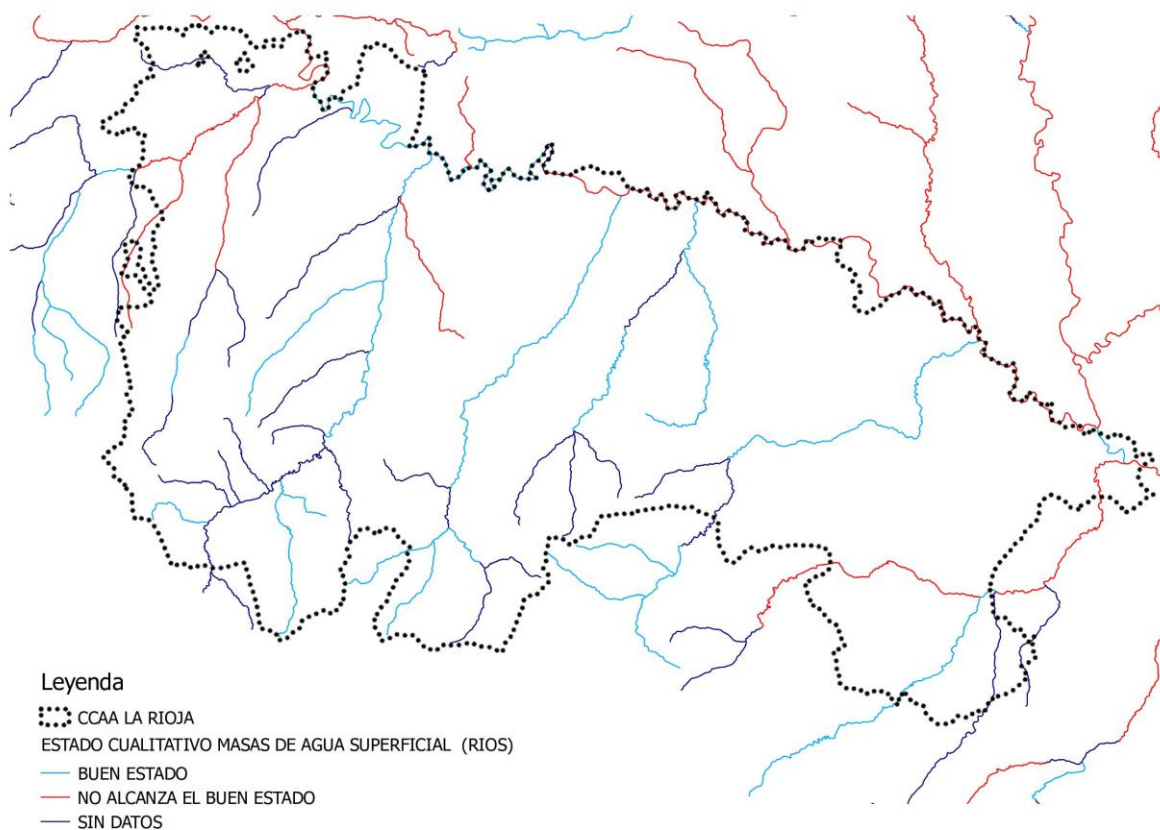 Leyenda
CCAA LA RIOJA
ESTADO CUALITATIVO MASAS DE AGUA SUPERFICIAL (RIOS)
BUEN ESTADO
NO ALCANZA EL BUEN ESTADO
SIN DATOS